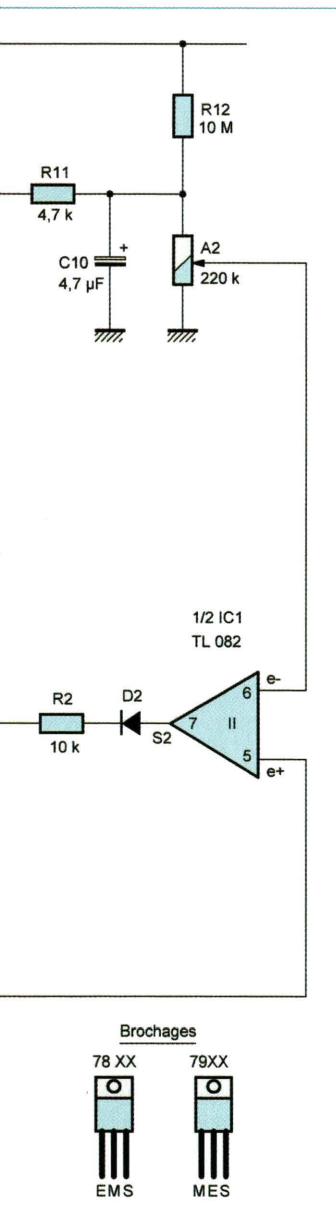 R12
10 M
R11
4,7 k
+
C10
4,7 µF
A2
220 k
1/2 IC1
TL 082
e-
6
R2
D2
7
II
10 k
S2
5
e+
Brochages
78 XX
79XX
EMS
MES